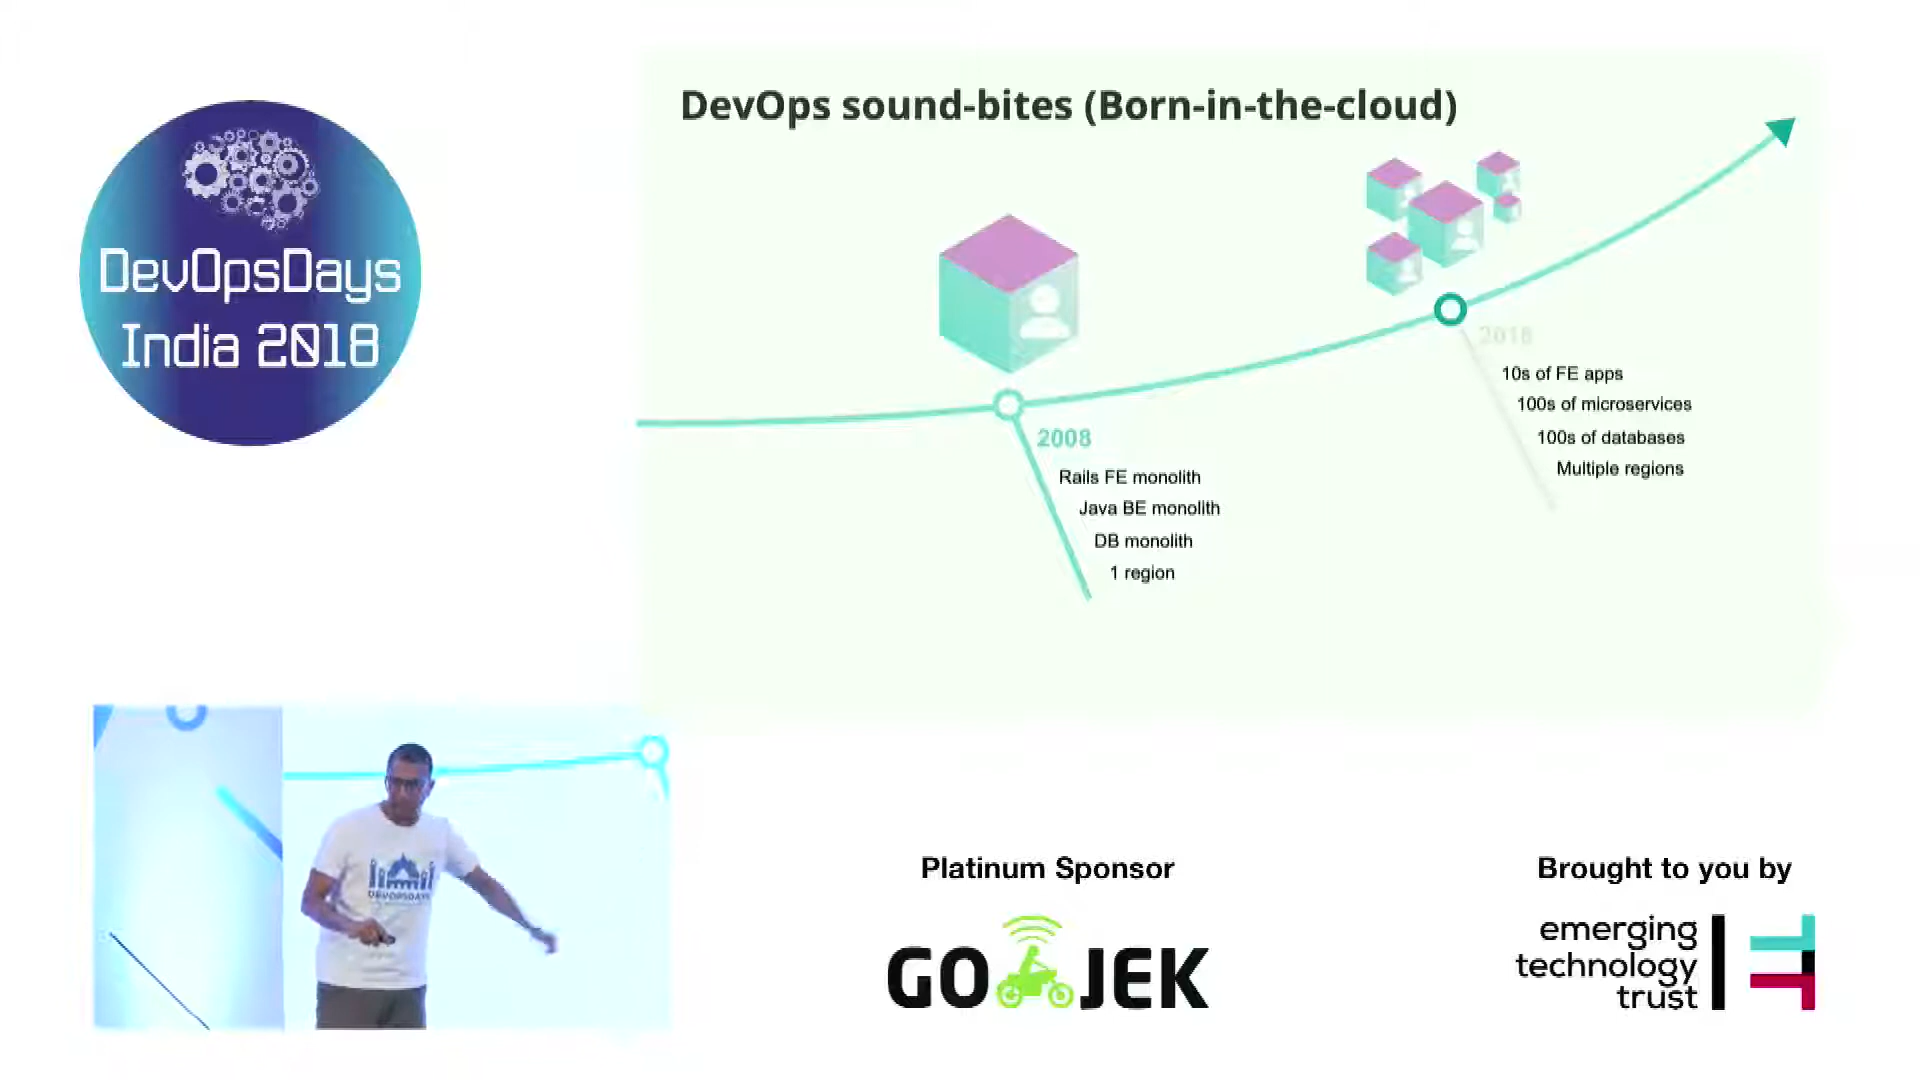 DevOps sound-bites (Born-in-the-cloud)
DevOpsDays
India 2018
2018
10s of FE apps
100s of microservices
100s of databases
Multiple regions
2008
Rails FE monolith
Java BE monolith
DB monolith
1 region
DEVOPSDAYS
Platinum Sponsor
GO JEK
Brought to you by
emerging
technology
trust